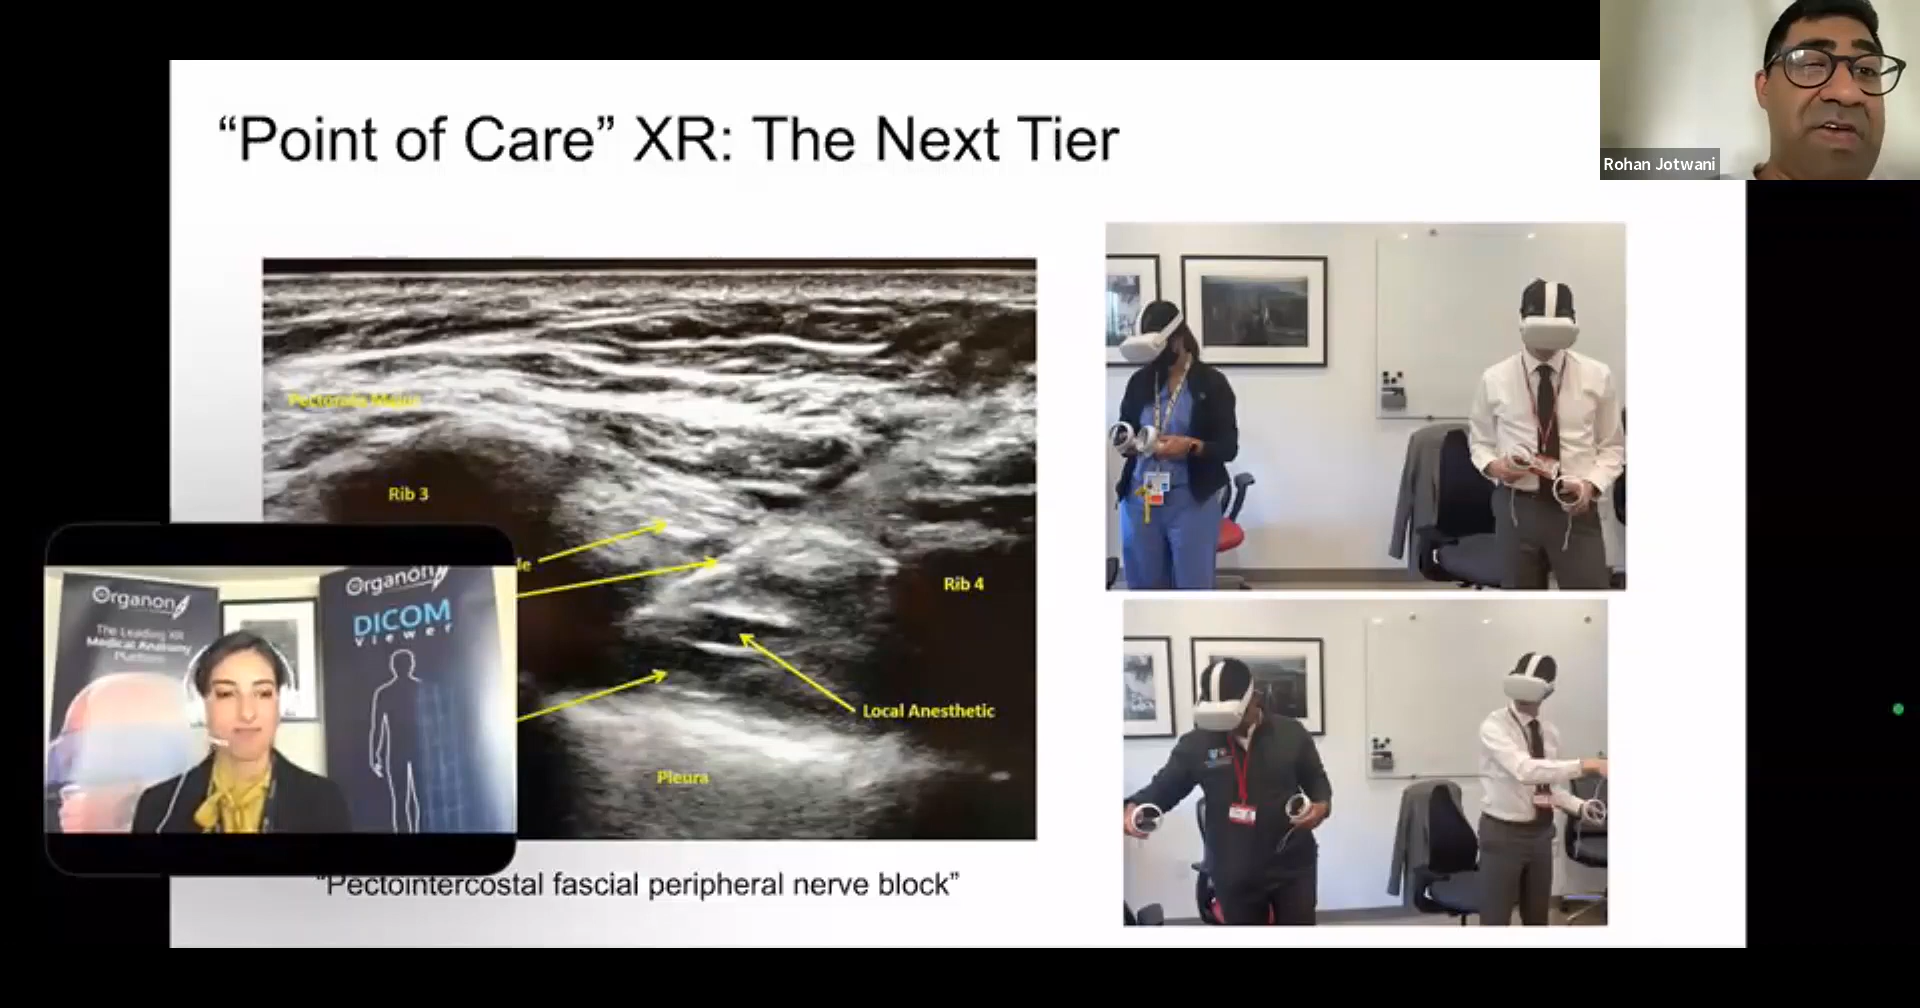 “Point of Care” XR: The Next Tier
Rohan Jotwani
Pectoralis Major
Rib 3
le
Rib 4
Local Anesthetic
Pleura
Organon
The Leading XR
Medical Anatomy
Platform
Organon
DICOM
Viewer
“Pectointercostal fascial peripheral nerve block”